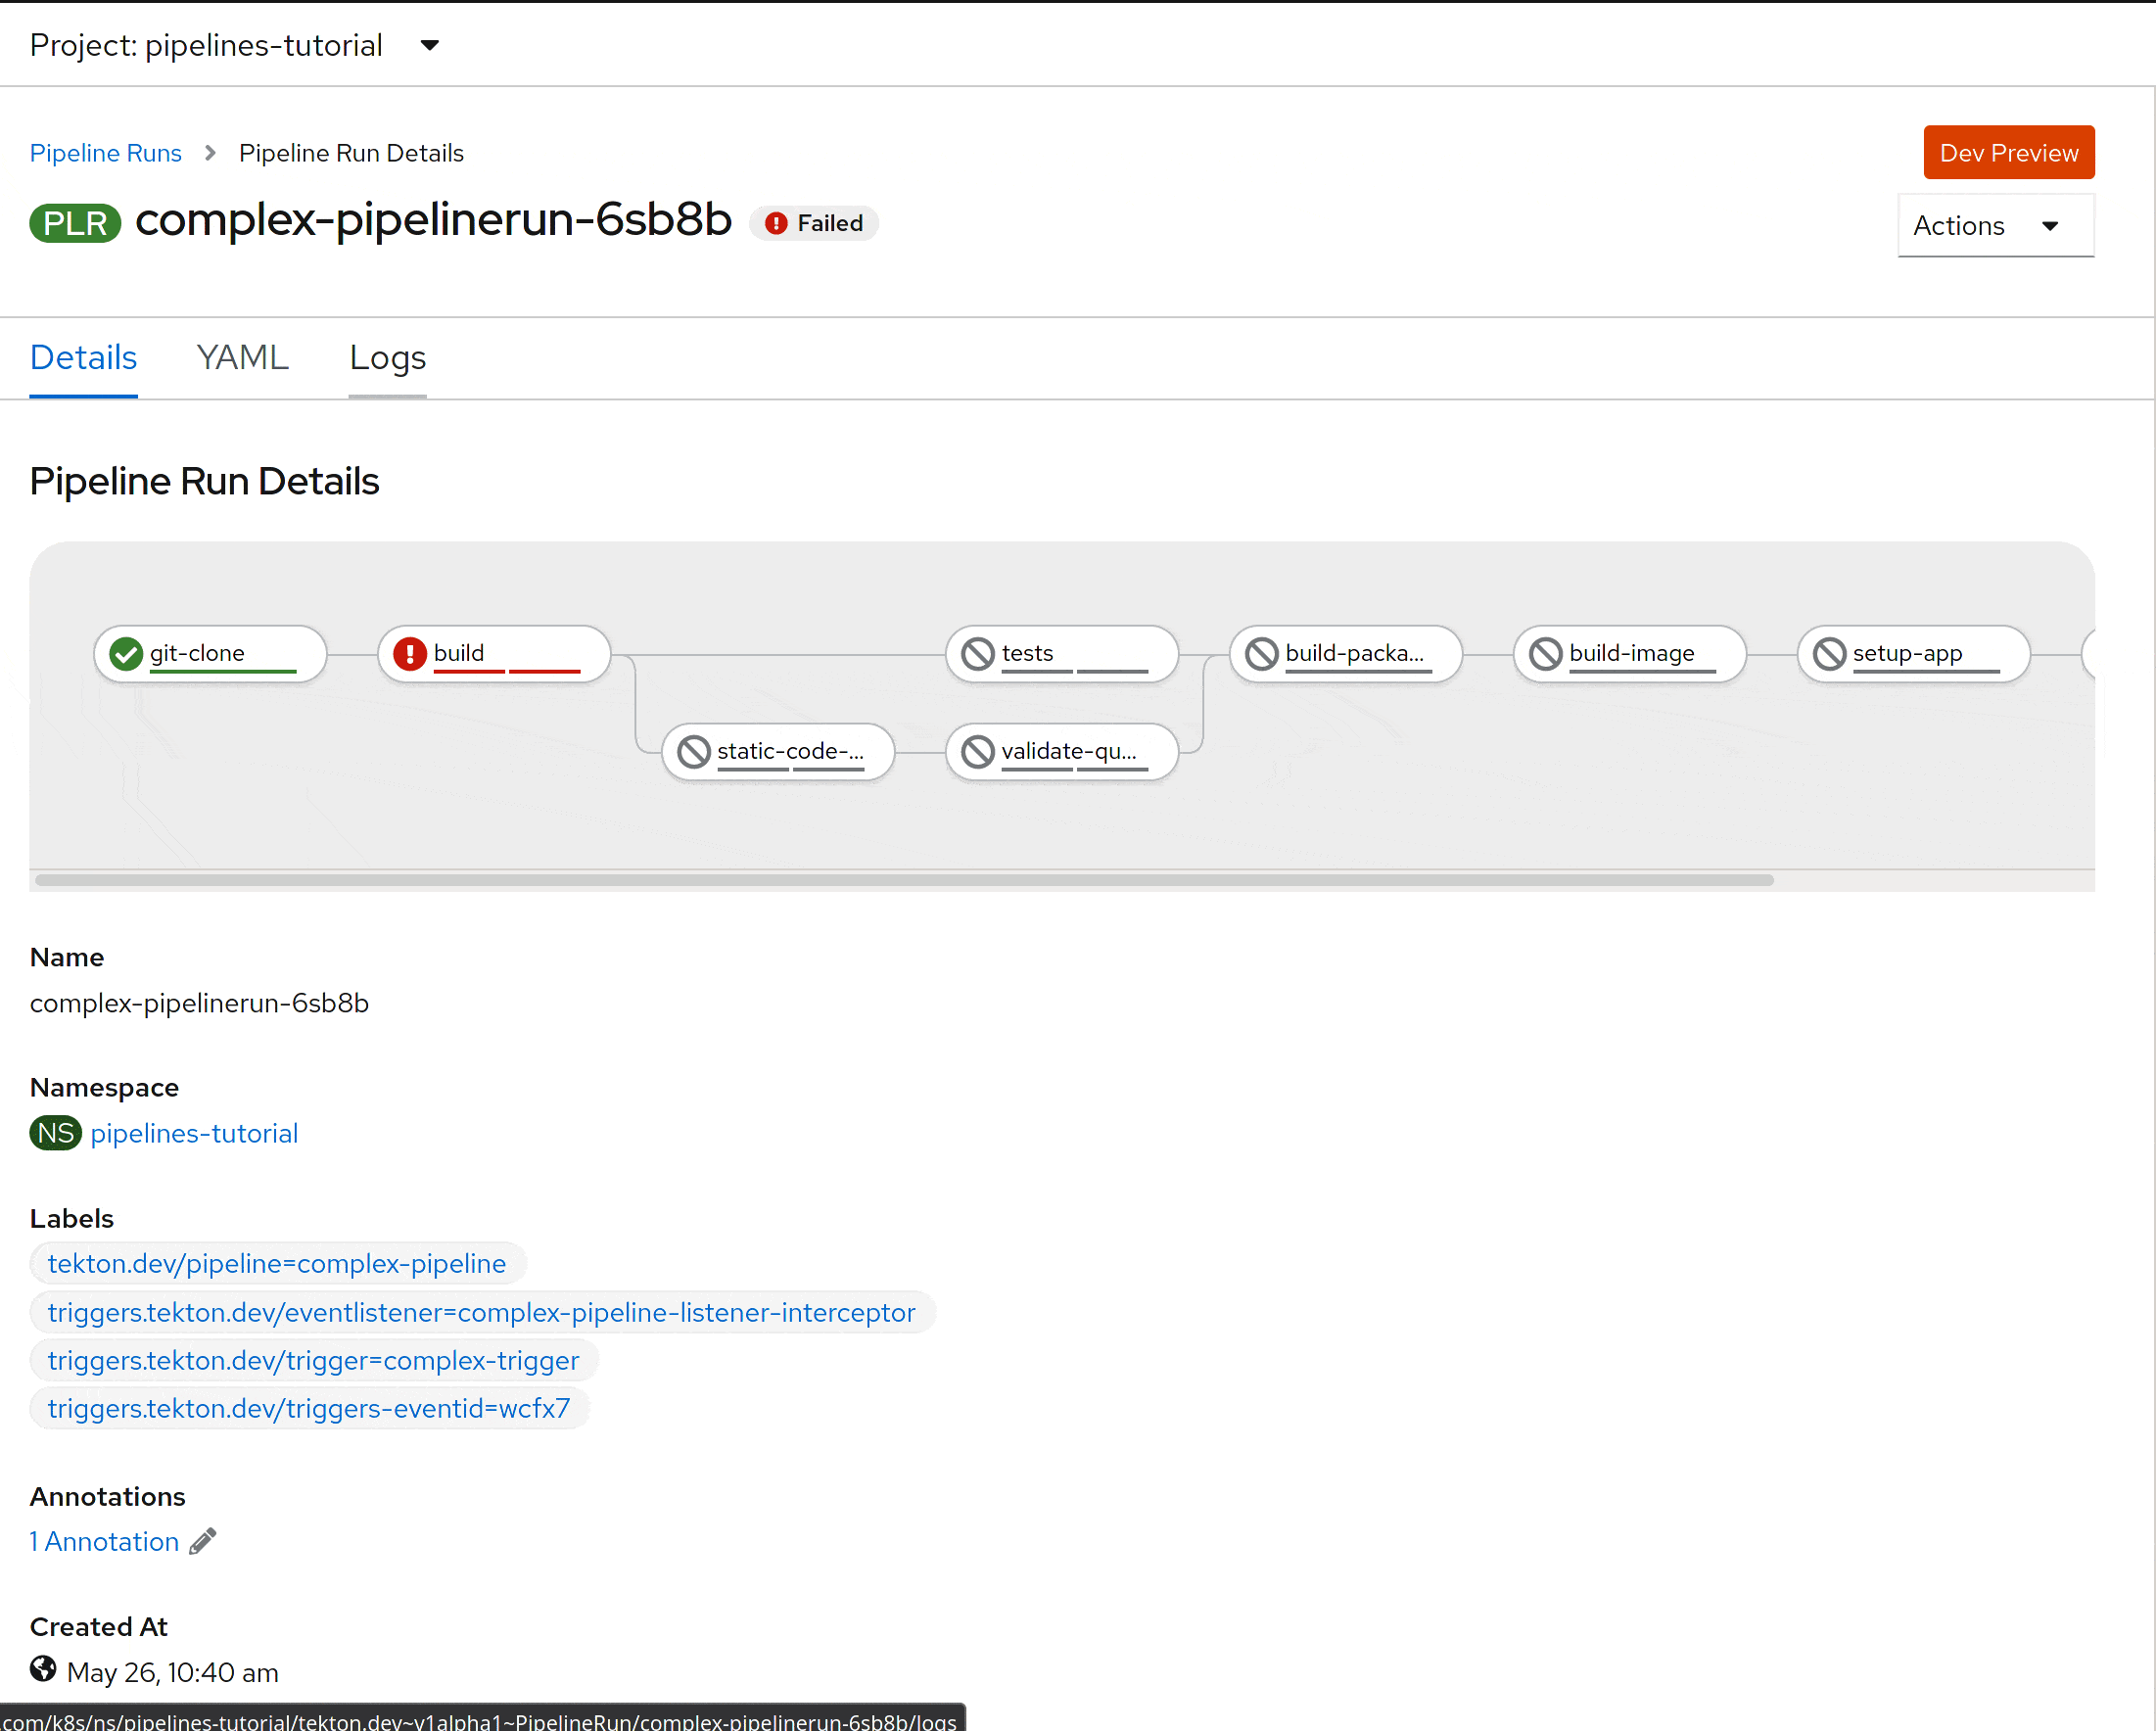 Project: pipelines-tutorial
Pipeline Runs > Pipeline Run Details
Dev Preview
PLR complex-pipelinerun-6sb8b Failed
Actions
Details YAML Logs
Pipeline Run Details
git-clone build tests build-packa... build-image setup-app
static-code-... validate-qu...
Name
complex-pipelinerun-6sb8b
Namespace
NS pipelines-tutorial
Labels
tekton.dev/pipeline=complex-pipeline
triggers.tekton.dev/eventlistener=complex-pipeline-listener-interceptor
triggers.tekton.dev/trigger=complex-trigger
triggers.tekton.dev/triggers-eventid=wcfx7
Annotations
1 Annotation
Created At
May 26, 10:40 am
.com/k8s/ns/pipelines-tutorial/tekton.dev~v1alpha1~PipelineRun/complex-pipelinerun-6sb8b/logs